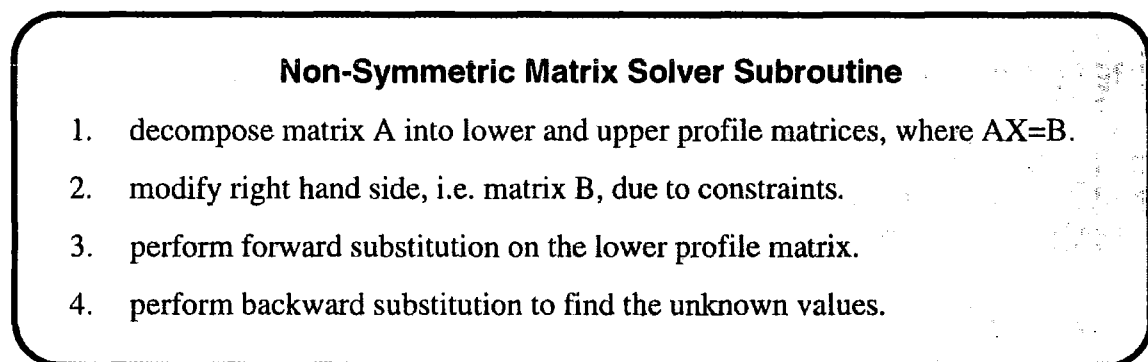 Non-Symmetric Matrix Solver Subroutine
1. decompose matrix A into lower and upper profile matrices, where AX=B.
2. modify right hand side, i.e. matrix B, due to constraints.
3. perform forward substitution on the lower profile matrix.
4. perform backward substitution to find the unknown values.